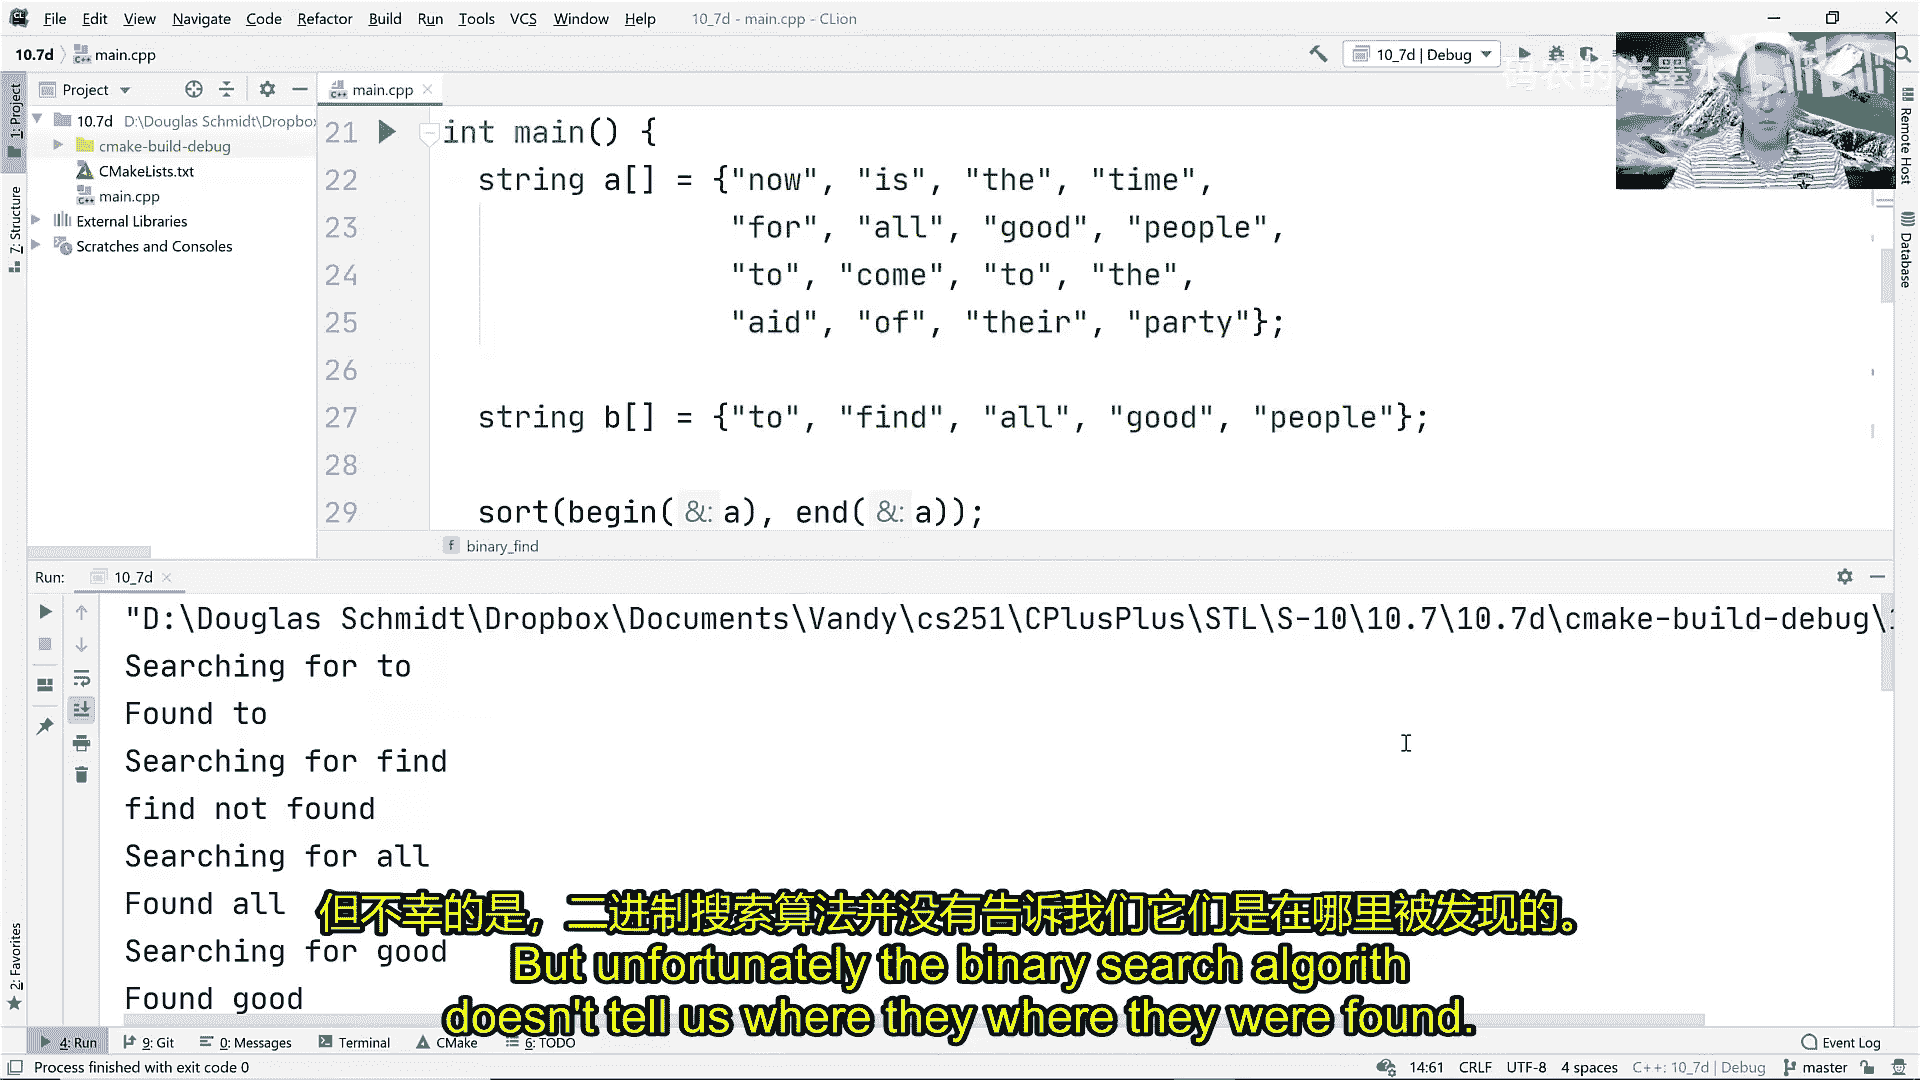 File Edit View Navigate Code Refactor Build Run Tools VCS Window Help 10_7d - main.cpp - CLion
10.7d main.cpp 10_7d | Debug
码农的洋墨水 bilibili
Project main.cpp
1: Project
10.7d D:\Douglas Schmidt\Dropbox
cmake-build-debug
CMakeLists.txt
main.cpp
External Libraries
Scratches and Consoles
7: Structure
Remote Host
Database
21 int main() {
22 string a[] = {"now", "is", "the", "time",
23 "for", "all", "good", "people",
24 "to", "come", "to", "the",
25 "aid", "of", "their", "party"};
26
27 string b[] = {"to", "find", "all", "good", "people"};
28
29 sort(begin( &: a), end( &: a));
f binary_find
Run: 10_7d
"D:\Douglas Schmidt\Dropbox\Documents\Vandy\cs251\CPlusPlus\STL\S-10\10.7\10.7d\cmake-build-debug\
Searching for to
Found to
Searching for find
find not found
Searching for all
Found all
Searching for good
Found good
但不幸的是，二进制搜索算法并没有告诉我们它们是在哪里被发现的。
But unfortunately the binary search algorith
doesn't tell us where they where they were found.
2: Favorites
4: Run 9: Git 0: Messages Terminal CMake 6: TODO Event Log
Process finished with exit code 0 14:61 CRLF UTF-8 4 spaces C++: 10_7d | Debug master